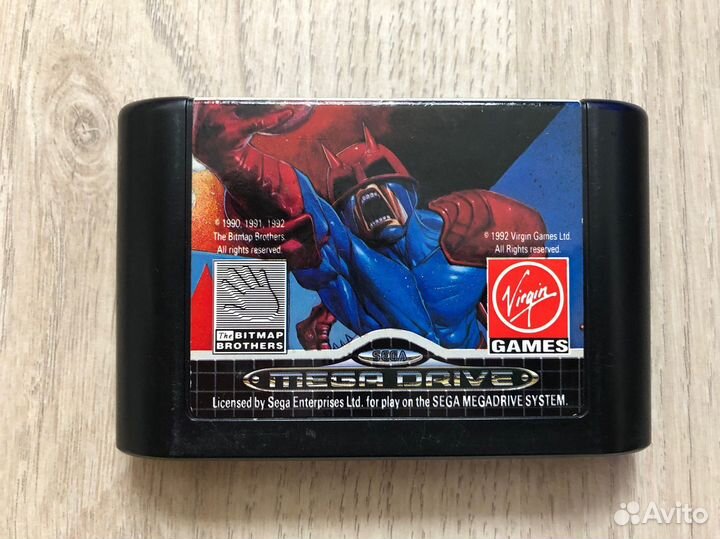 © 1990, 1991, 1992
The Bitmap Brothers.
All rights reserved.
© 1992 Virgin Games Ltd.
All Rights reserved.
The BITMAP
BROTHERS
Virgin
GAMES
SEGA
MEGA DRIVE
Licensed by Sega Enterprises Ltd. for play on the SEGA MEGADRIVE SYSTEM.
Avito